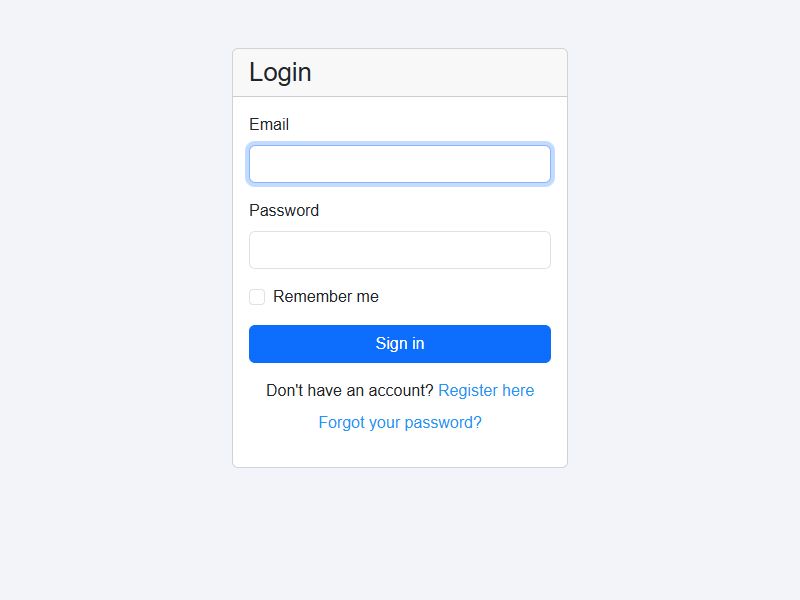 Login
Email
Password
Remember me
Sign in
Don't have an account? Register here
Forgot your password?